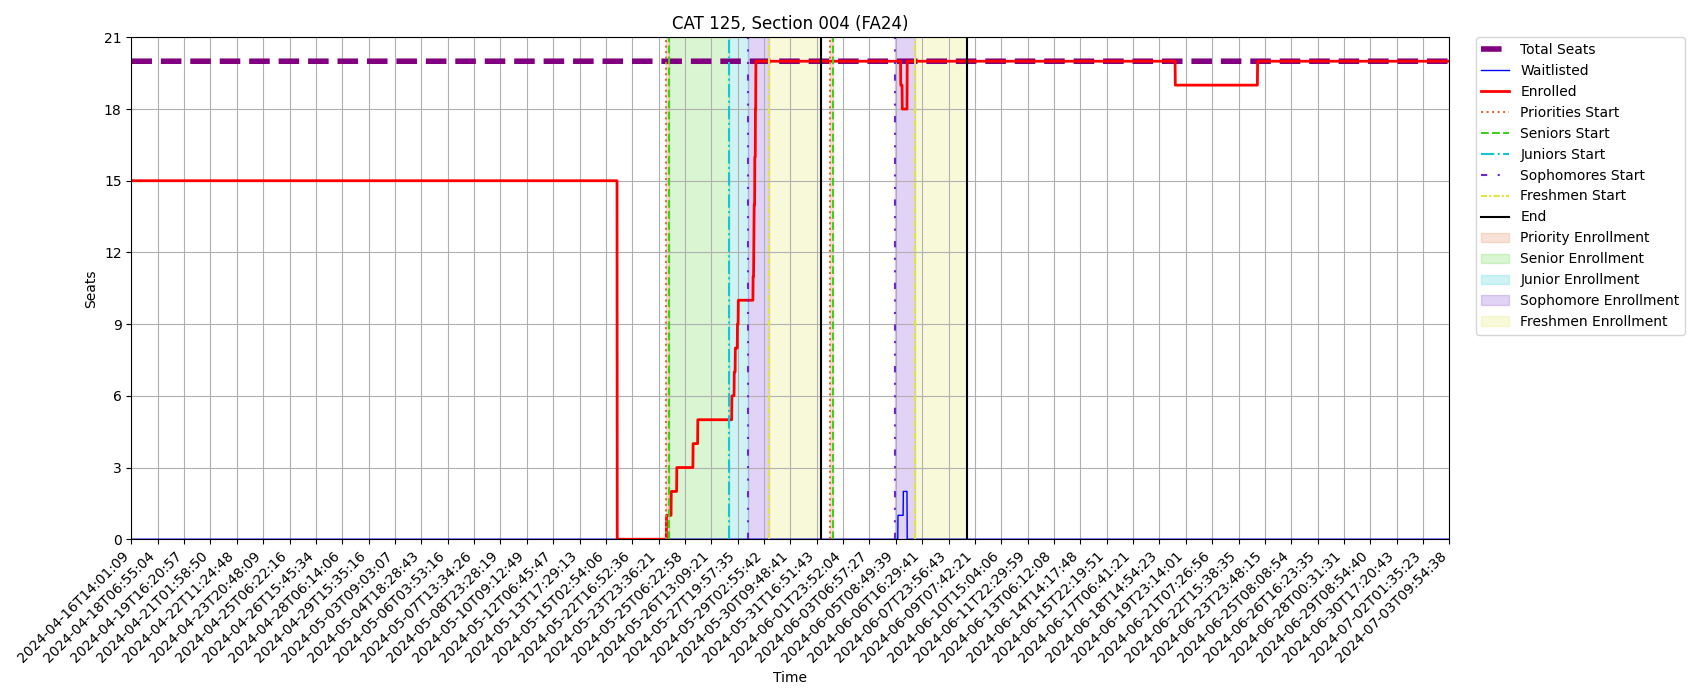 CAT 125, Section 004 (FA24)
21
18
15
12
9
6
3
0
Seats
Total Seats
Waitlisted
Enrolled
Priorities Start
Seniors Start
Juniors Start
Sophomores Start
Freshmen Start
End
Priority Enrollment
Senior Enrollment
Junior Enrollment
Sophomore Enrollment
Freshmen Enrollment
2024-04-16T14:01:09
2024-04-18T06:55:04
2024-04-19T16:20:57
2024-04-21T01:58:50
2024-04-22T11:24:48
2024-04-23T20:48:09
2024-04-25T06:22:16
2024-04-26T15:45:34
2024-04-28T06:14:06
2024-04-29T15:35:16
2024-05-03T09:03:07
2024-05-04T18:28:43
2024-05-06T03:53:16
2024-05-07T13:34:26
2024-05-08T23:28:19
2024-05-10T09:12:49
2024-05-12T06:45:47
2024-05-13T17:29:13
2024-05-15T02:54:06
2024-05-22T16:52:36
2024-05-23T23:36:21
2024-05-25T06:22:58
2024-05-26T13:09:21
2024-05-27T19:57:35
2024-05-29T02:55:42
2024-05-30T09:48:41
2024-05-31T16:51:43
2024-06-01T23:52:04
2024-06-03T06:57:27
2024-06-05T08:49:39
2024-06-06T16:29:41
2024-06-07T23:56:43
2024-06-09T07:42:21
2024-06-10T15:04:06
2024-06-11T22:29:59
2024-06-13T06:12:08
2024-06-14T14:17:48
2024-06-15T22:19:51
2024-06-17T06:41:21
2024-06-18T14:54:23
2024-06-19T23:14:01
2024-06-21T07:26:56
2024-06-22T15:38:35
2024-06-23T23:48:15
2024-06-25T08:08:54
2024-06-26T16:23:35
2024-06-28T00:31:31
2024-06-29T08:54:40
2024-06-30T17:20:43
2024-07-02T01:35:23
2024-07-03T09:54:38
Time